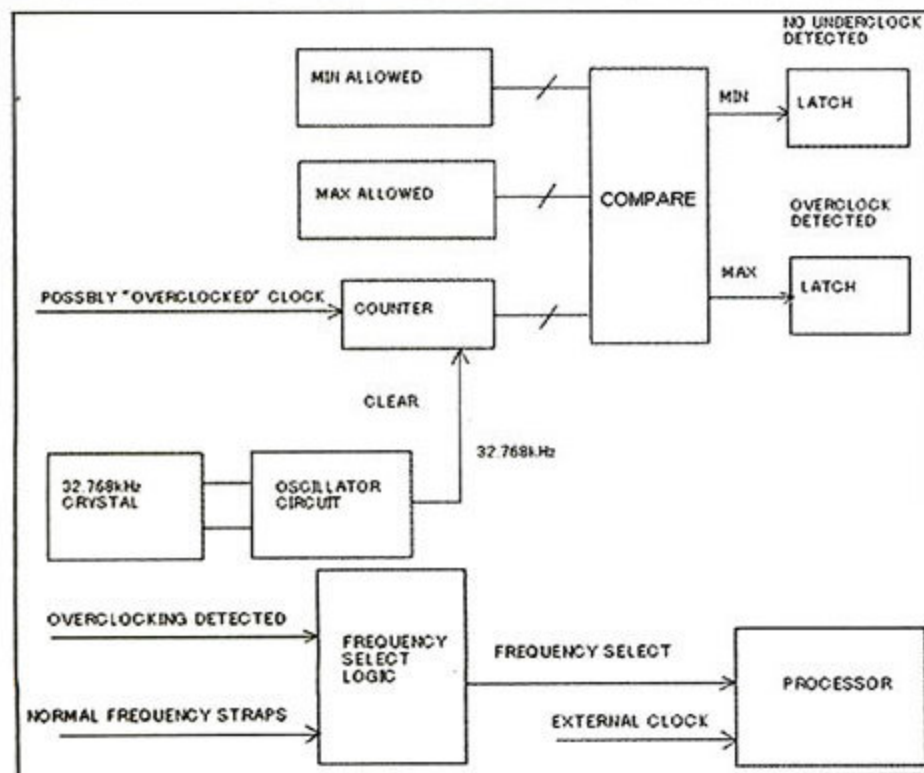 NO UNDERCLOCK
DETECTED
MIN ALLOWED
MIN
LATCH
MAX ALLOWED
COMPARE
OVERCLOCK
DETECTED
MAX
LATCH
POSSBLY "OVERCLOCKED" CLOCK
COUNTER
CLEAR
32.768kHz
32.768kHz
CRYSTAL
OSCILLATOR
CIRCUIT
OVERCLOCKING DETECTED
FREQUENCY
SELECT
LOGIC
FREQUENCY SELECT
PROCESSOR
NORMAL FREQUENCY STRAPS
EXTERNAL CLOCK